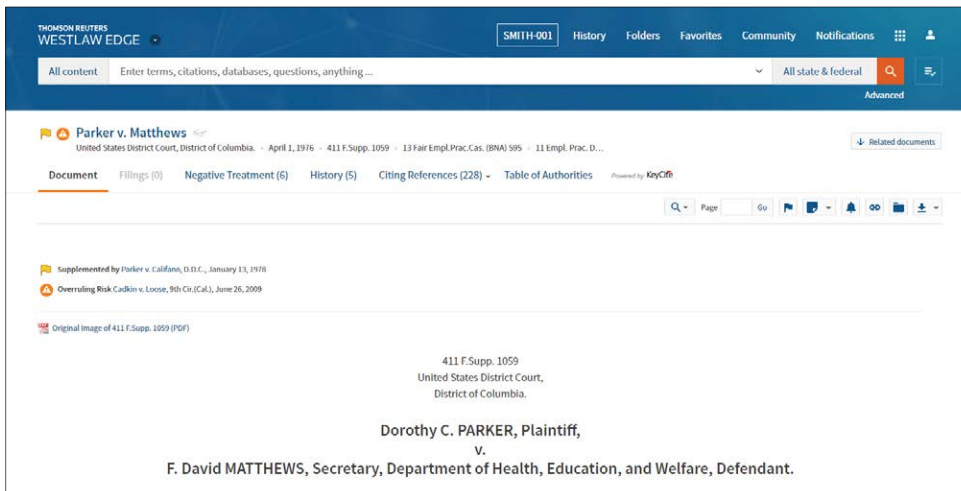 THOMSON REUTERS
WESTLAW EDGE
SMITH-001 History Folders Favorites Community Notifications
All content Enter terms, citations, databases, questions, anything ... All state & federal
Advanced
Parker v. Matthews
United States District Court, District of Columbia. April 1, 1976 411 F.Supp. 1059 13 Fair Empl.Prac.Cas. (BNA) 595 11 Empl. Prac. D...
Related documents
Document Filings (0) Negative Treatment (6) History (5) Citing References (228) Table of Authorities Powered by KeyCite
Page Go
Supplemented by Parker v. Califano, D.D.C., January 13, 1978
Overruling Risk Cadkin v. Loose, 9th Cir.(Cal.), June 26, 2009
Original Image of 411 F.Supp. 1059 (PDF)
411 F.Supp. 1059
United States District Court,
District of Columbia.
Dorothy C. PARKER, Plaintiff,
v.
F. David MATTHEWS, Secretary, Department of Health, Education, and Welfare, Defendant.